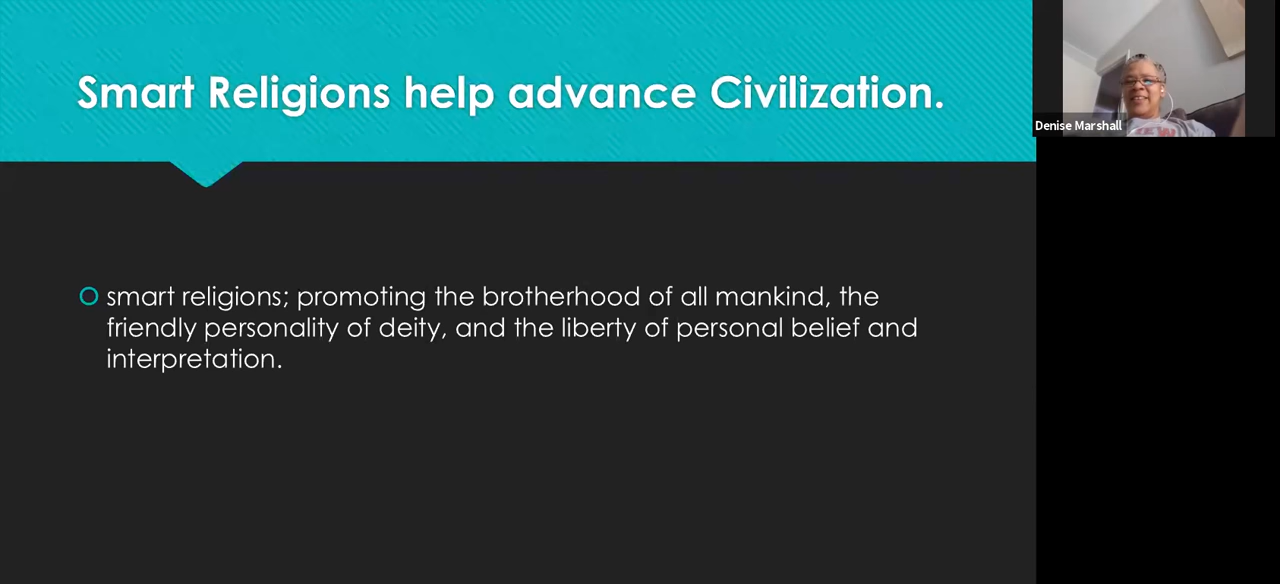 Smart Religions help advance Civilization.
smart religions; promoting the brotherhood of all mankind, the
friendly personality of deity, and the liberty of personal belief and
interpretation.
Denise Marshall